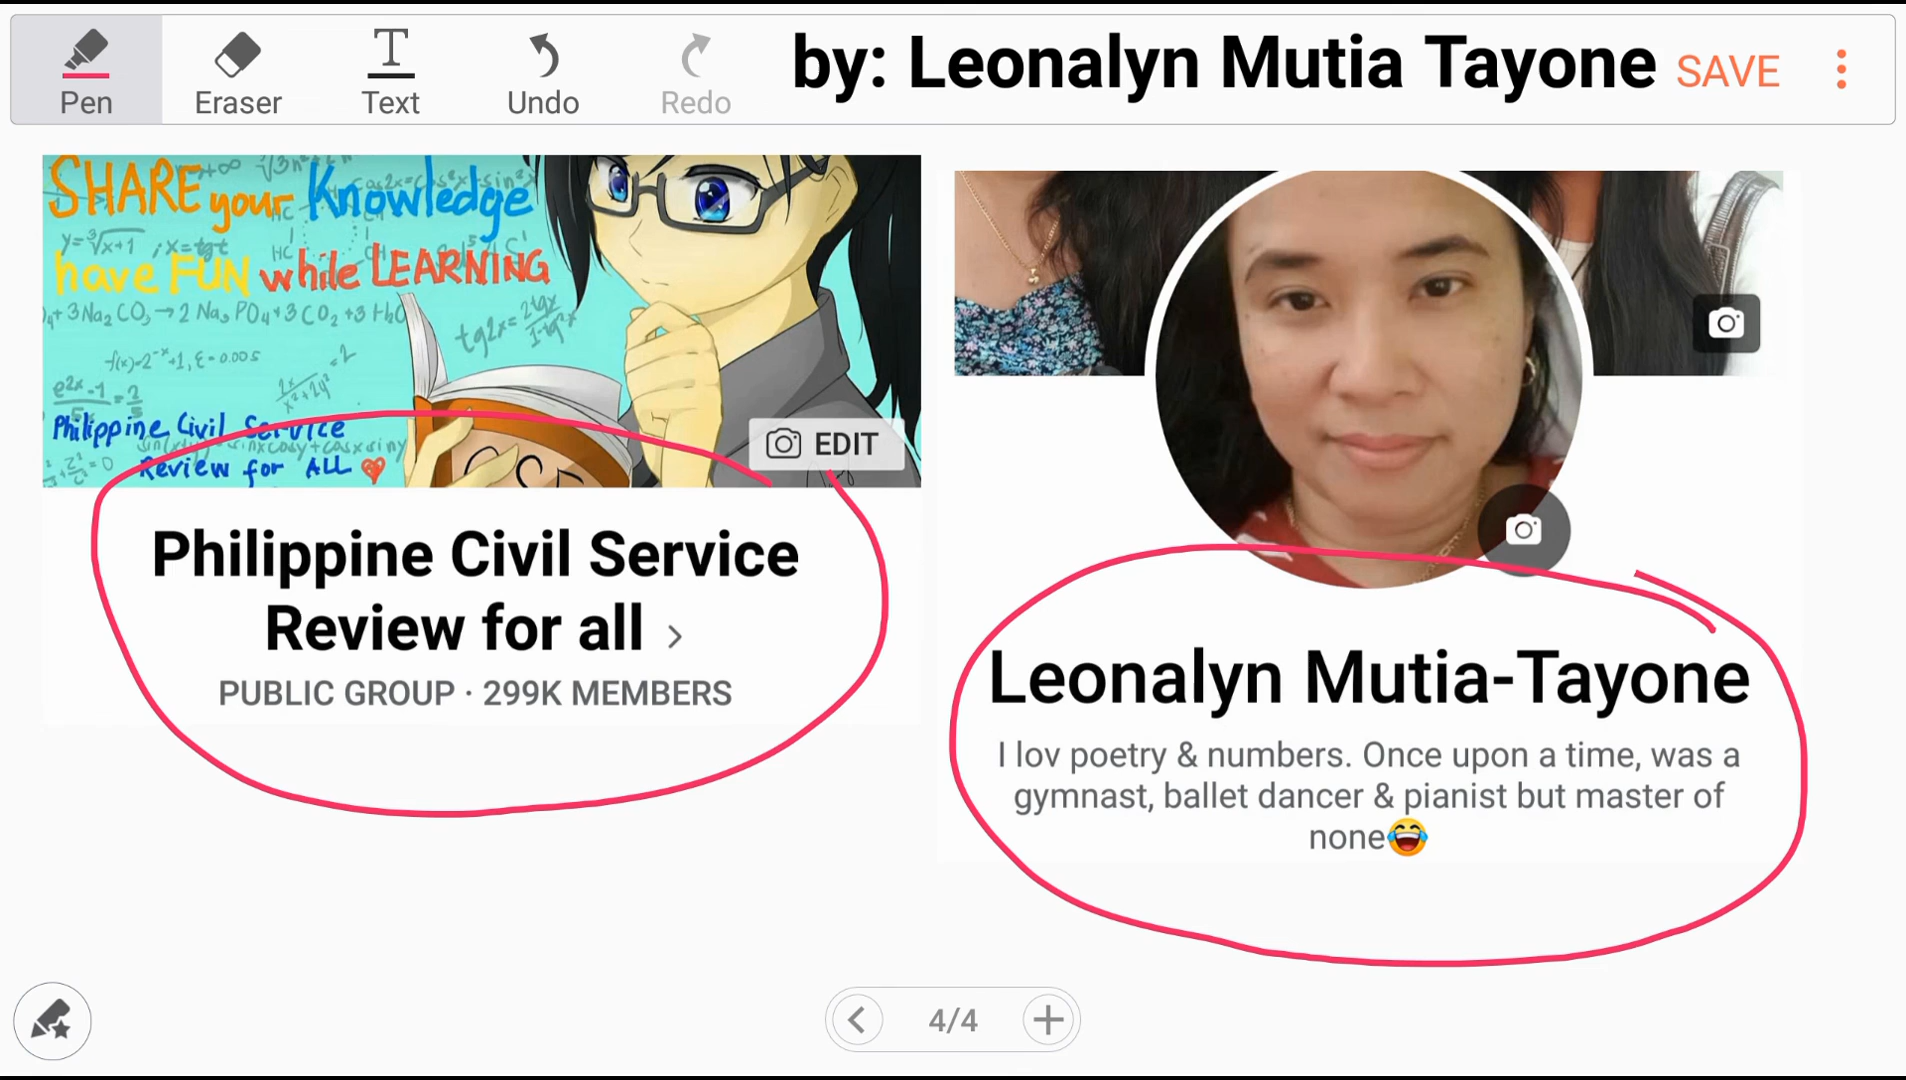 by: Leonalyn Mutia Tayone
SAVE
Pen
Eraser
Text
Undo
Redo
SHARE your Knowledge
have FUN while LEARNING
Philippine Civil Service
Review for ALL
EDIT
Philippine Civil Service
Review for all
PUBLIC GROUP · 299K MEMBERS
Leonalyn Mutia-Tayone
I lov poetry & numbers. Once upon a time, was a
gymnast, ballet dancer & pianist but master of
none😂
4/4